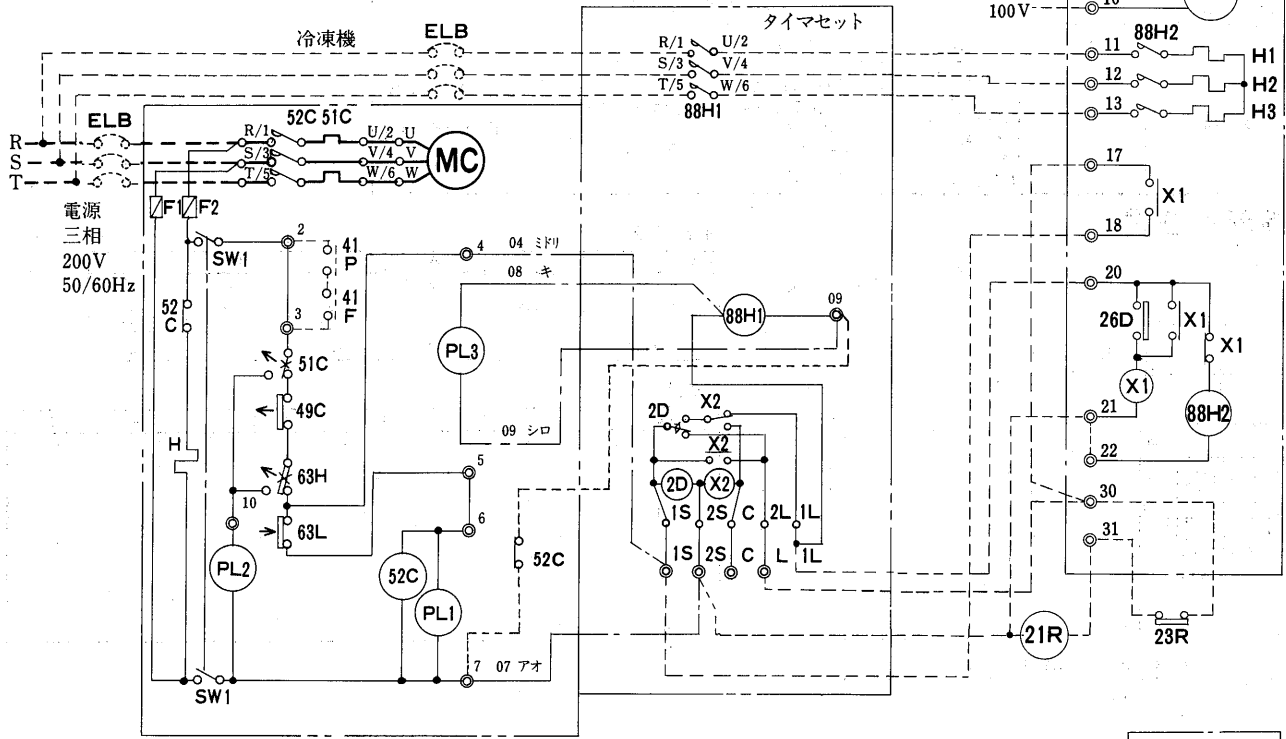 タイマセット
100V
冷凍機
ELB
R/1 U/2
S/3 V/4
T/5 W/6
88H1
88H2
11
12
13
H1
H2
H3
ELB
R
S
T
52C 51C
R/1 U/2 U
S/3 V/4 V
T/5 W/6 W
MC
電源
三相
200V
50/60Hz
F1 F2
SW1
2
41
P
41
F
3
52
C
51C
49C
H
63H
10
63L
PL2
52C
PL1
SW1
4 04 ミドリ
08 キ
PL3
09 シロ
5
6
7 07 アオ
52C
88H1
09
2D X2
X2
2D X2
1S 2S C 2L 1L
1S 2S C L 1L
17
X1
18
20
26D X1 X1
X1
88H2
21
22
30
31
21R
23R